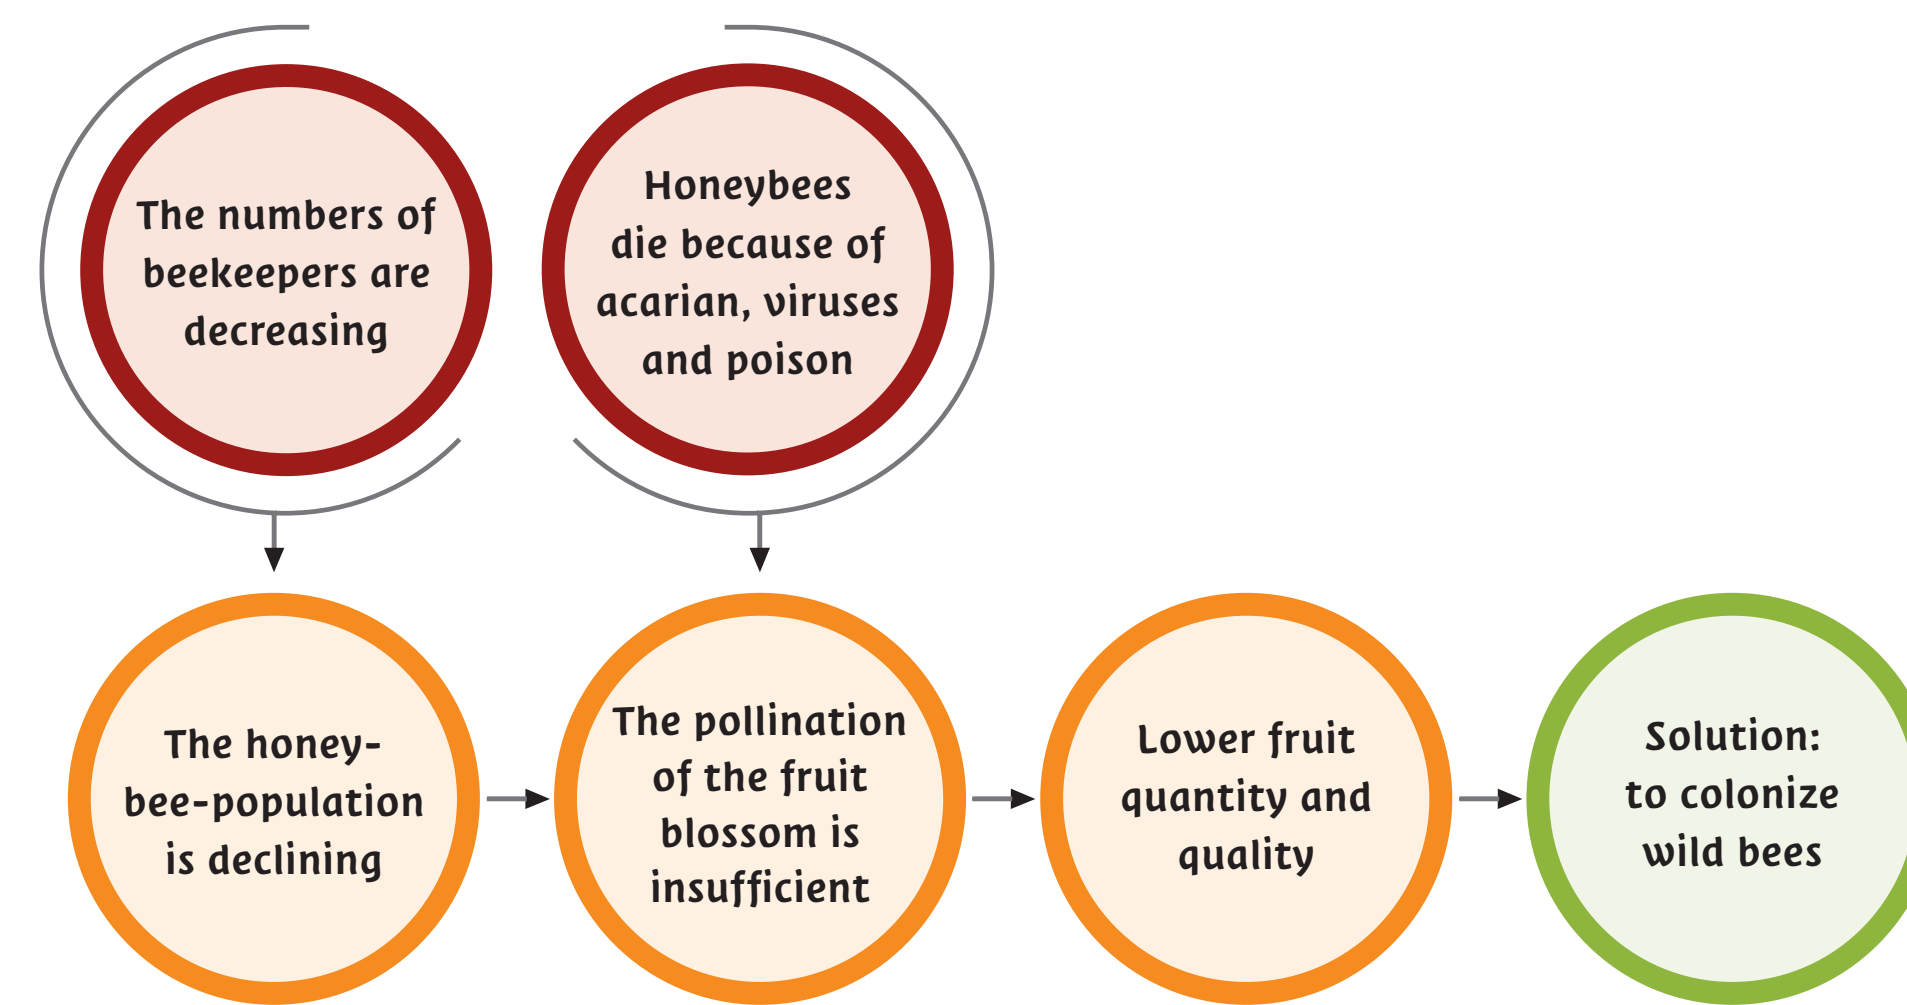 The numbers of
beekeepers are
decreasing
Honeybees
die because of
acarian, viruses
and poison
The honey-
bee-population
is declining
The pollination
of the fruit
blossom is
insufficient
Lower fruit
quantity and
quality
Solution:
to colonize
wild bees